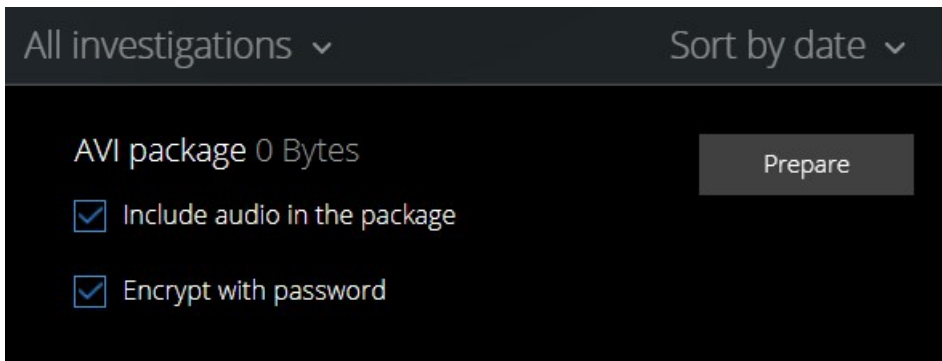 All investigations Sort by date
AVI package 0 Bytes Prepare
Include audio in the package
Encrypt with password